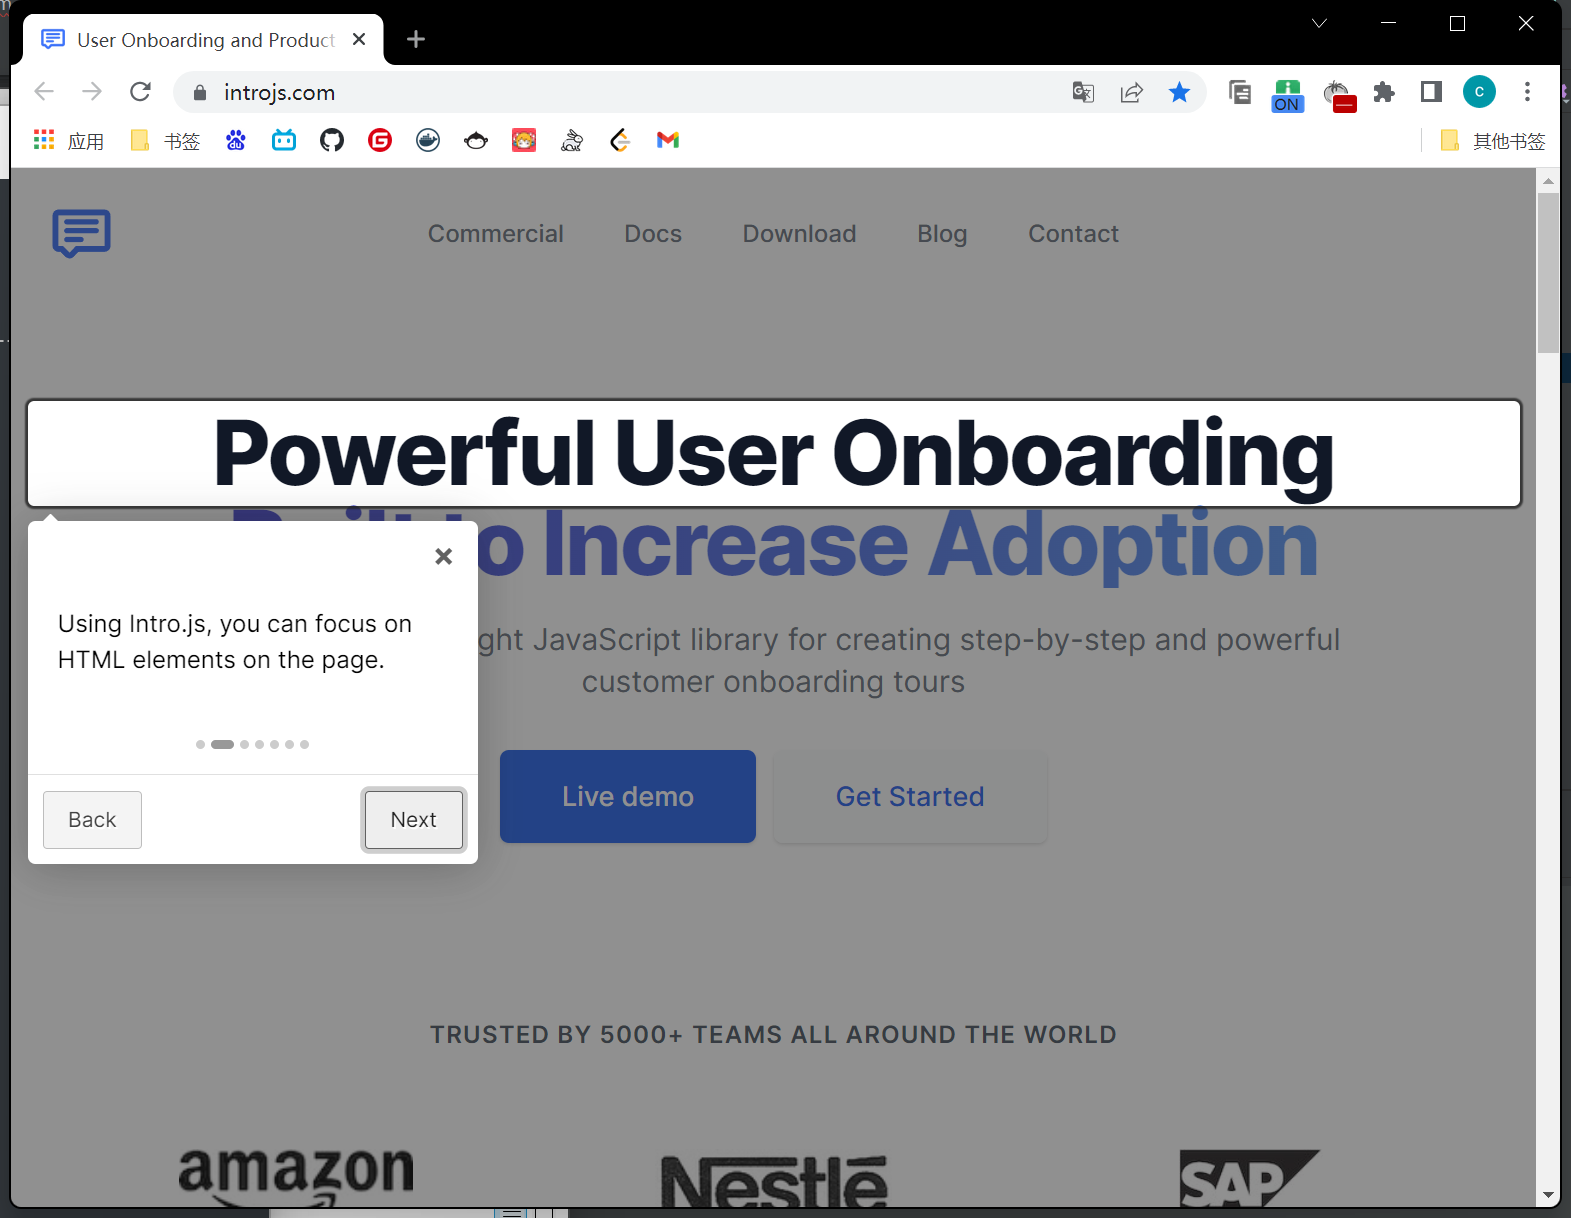 User Onboarding and Product
introjs.com
ON
C
应用
书签
du
G
其他书签
Commercial
Docs
Download
Blog
Contact
Powerful User Onboarding
to Increase Adoption
Using Intro.js, you can focus on
HTML elements on the page.
JavaScript library for creating step-by-step and powerful
customer onboarding tours
Back
Next
Live demo
Get Started
TRUSTED BY 5000+ TEAMS ALL AROUND THE WORLD
amazon
Nestlé
SAP